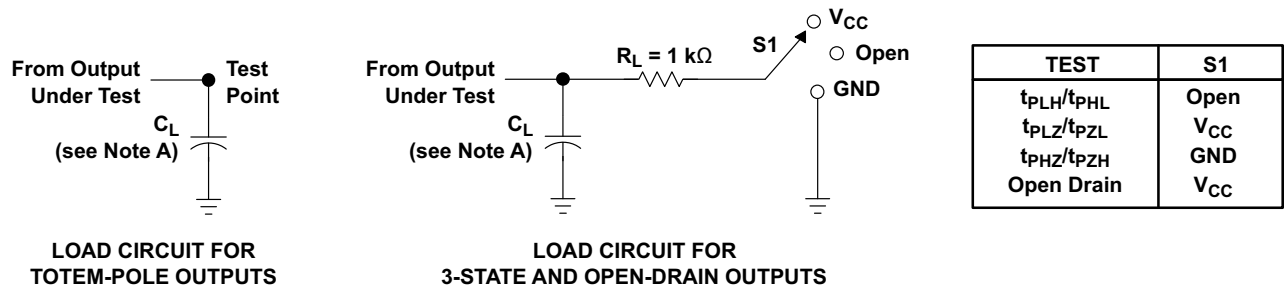 From Output
Under Test
Test
Point
CL
(see Note A)
LOAD CIRCUIT FOR
TOTEM-POLE OUTPUTS
From Output
Under Test
RL = 1 kΩ
S1
VCC
Open
GND
CL
(see Note A)
LOAD CIRCUIT FOR
3-STATE AND OPEN-DRAIN OUTPUTS
TEST S1
tPLH/tPHL Open
tPLZ/tPZL VCC
tPHZ/tPZH GND
Open Drain VCC